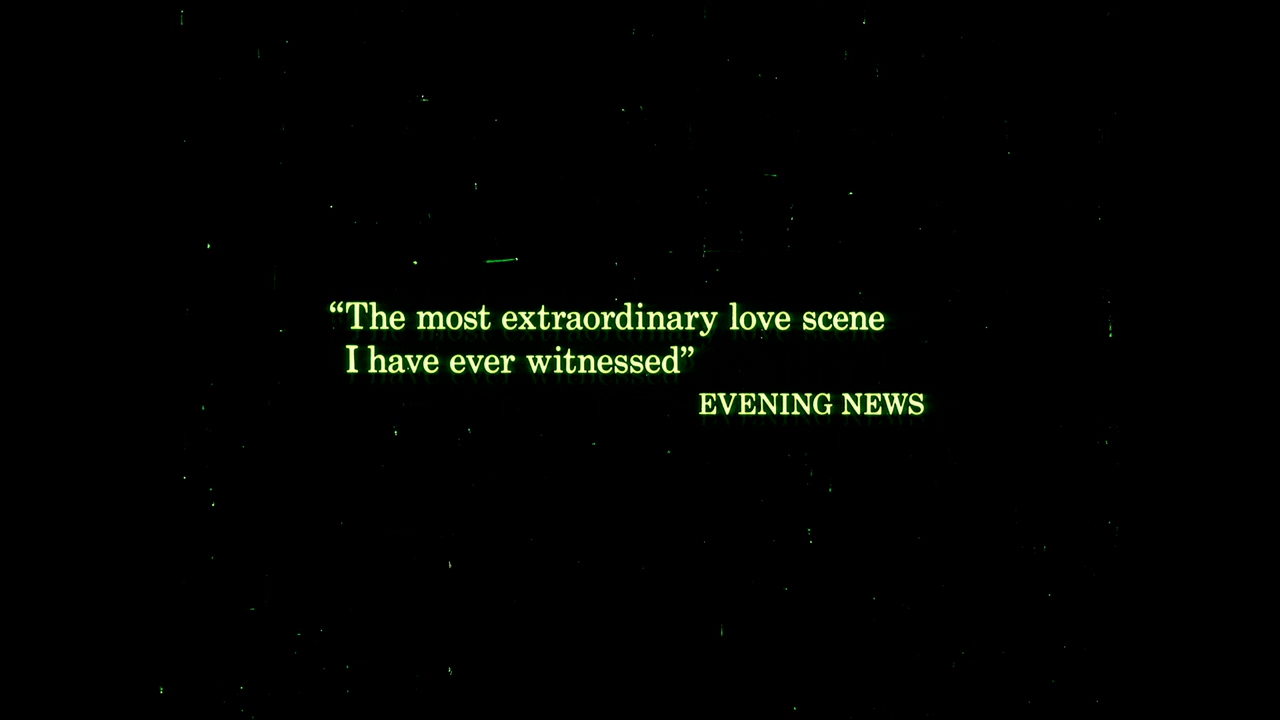 “The most extraordinary love scene
I have ever witnessed”
EVENING NEWS